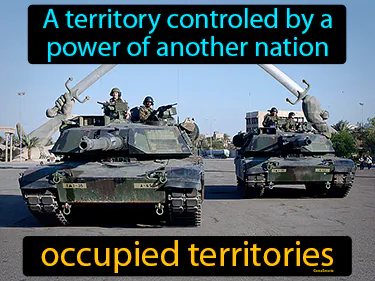 A territory controled by a
power of another nation
occupied territories